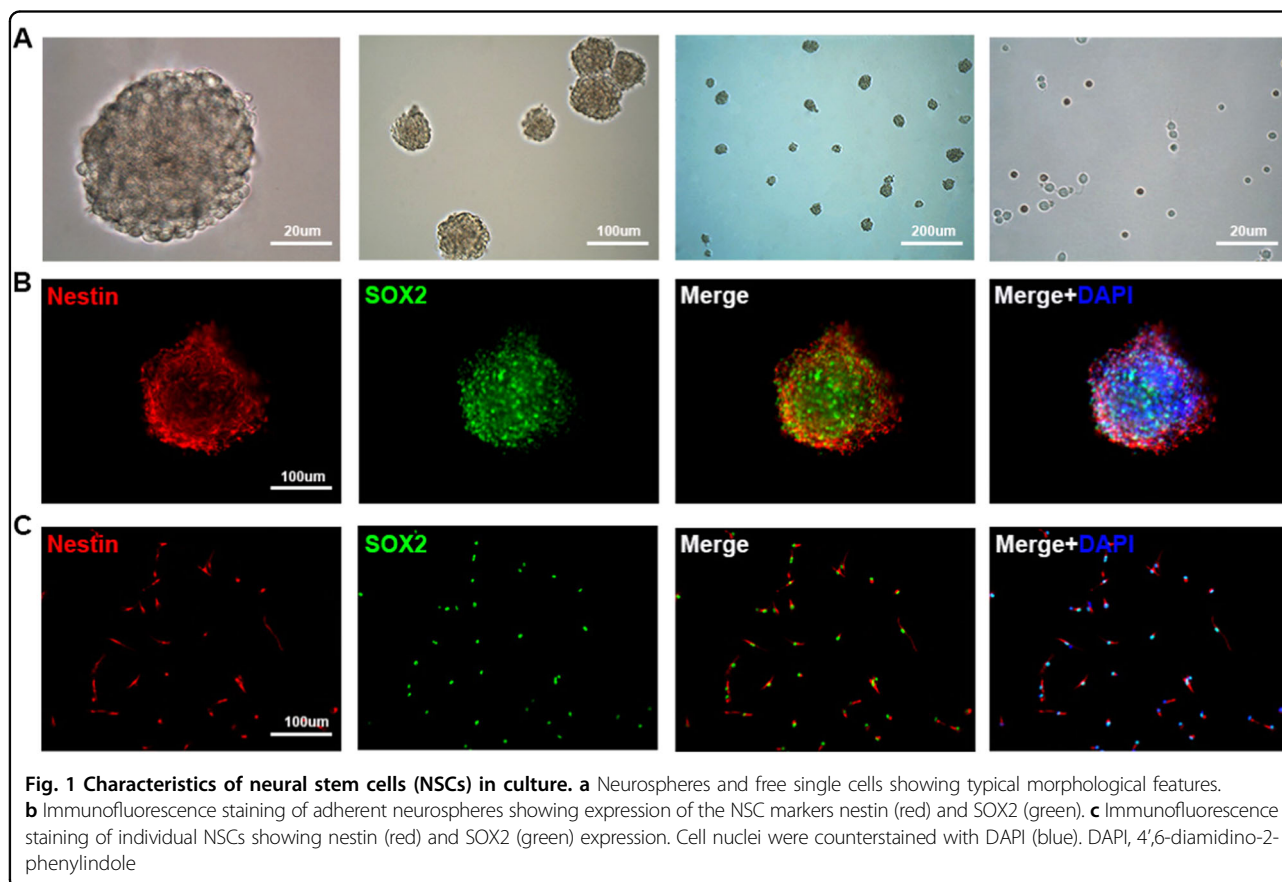 A
20um
100um
200um
20um
B
Nestin
SOX2
Merge
Merge+DAPI
100um
C
Nestin
SOX2
Merge
Merge+DAPI
100um
Fig. 1 Characteristics of neural stem cells (NSCs) in culture. a Neurospheres and free single cells showing typical morphological features.
b Immunofluorescence staining of adherent neurospheres showing expression of the NSC markers nestin (red) and SOX2 (green). c Immunofluorescence
staining of individual NSCs showing nestin (red) and SOX2 (green) expression. Cell nuclei were counterstained with DAPI (blue). DAPI, 4′,6-diamidino-2-
phenylindole